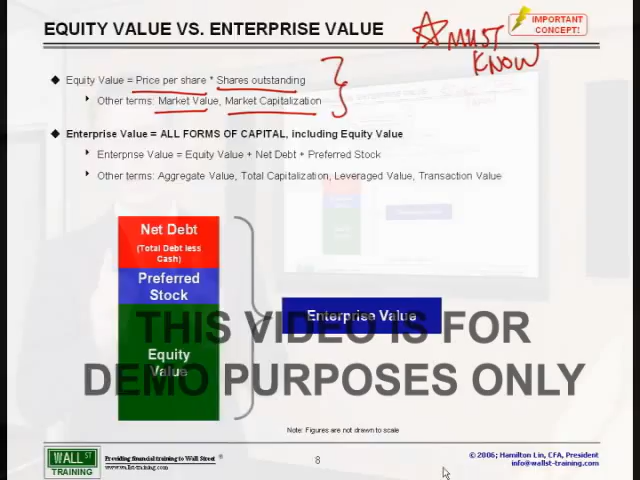 EQUITY VALUE VS. ENTERPRISE VALUE
IMPORTANT
CONCEPT!
MUST
KNOW
Equity Value = Price per share * Shares outstanding
Other terms: Market Value, Market Capitalization
Enterprise Value = ALL FORMS OF CAPITAL, including Equity Value
Enterprise Value = Equity Value + Net Debt + Preferred Stock
Other terms: Aggregate Value, Total Capitalization, Leveraged Value, Transaction Value
Net Debt
(Total Debt less
Cash)
Preferred
Stock
Equity
Value
Enterprise Value
THIS VIDEO IS FOR
DEMO PURPOSES ONLY
Note: Figures are not drawn to scale
WALL ST
TRAINING
Providing financial training to Wall Street ®
www.wallst-training.com
8
© 2006; Hamilton Lin, CFA, President
info@wallst-training.com